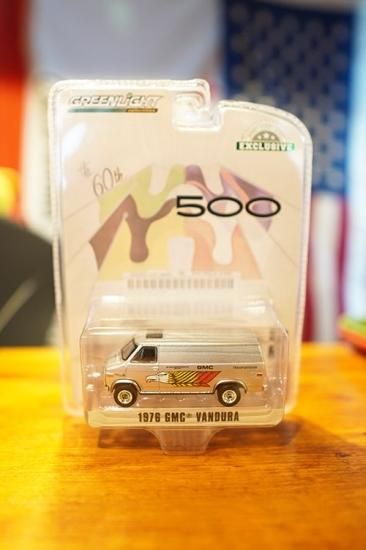 GREENLIGHT
EXCLUSIVE
the
60th
500
GMC
1976 GMC® VANDURA